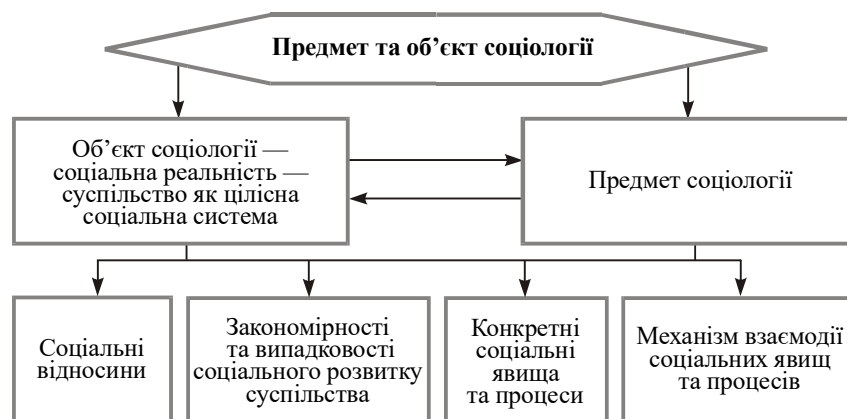 Предмет та об’єкт соціології
Об’єкт соціології —
соціальна реальність —
суспільство як цілісна
соціальна система
Предмет соціології
Соціальні
відносини
Закономірності
та випадковості
соціального розвитку
суспільства
Конкретні
соціальні
явища
та процеси
Механізм взаємодії
соціальних явищ
та процесів